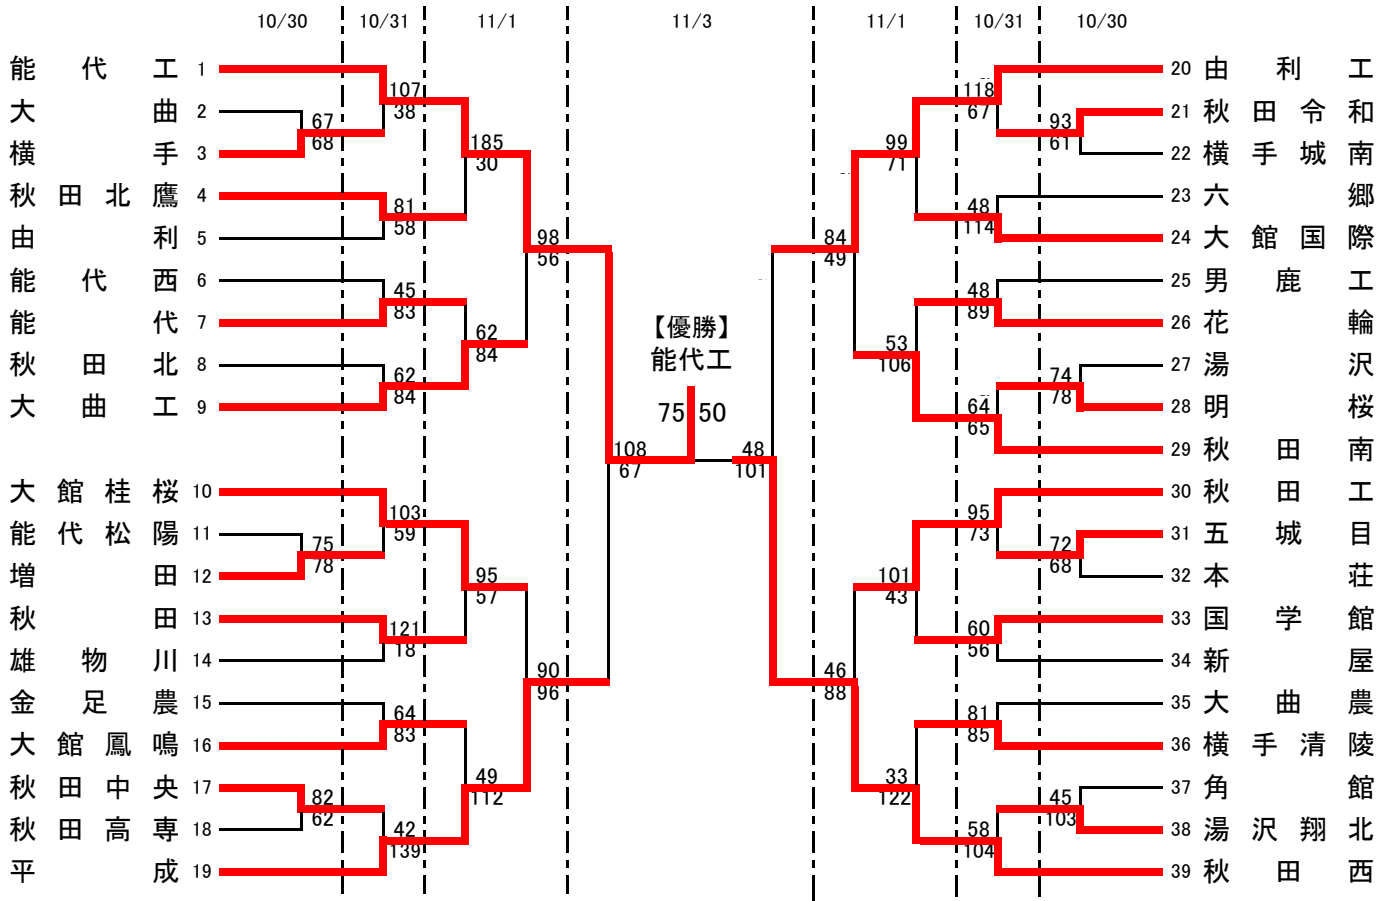 10/30 10/31 11/1 11/3 11/1 10/31 10/30
能代工 1 20 由利工
107 118
大曲 2 38 67 21 秋田令和
67 93
68 61
横手 3 185 99 22 横手城南
30 71
秋田北鷹 4 23 六郷
81 48
58 114
由利 5 98 84 24 大館国際
56 49
能代西 6 25 男鹿工
45 48
83 89
能代 7 【優勝】 26 花輪
62 53
84 能代工 106
秋田北 8 27 湯沢
62 74
84 78
大曲工 9 75 50 64 28 明桜
65
108 48 29 秋田南
67 101
大館桂桜 10 30 秋田工
103 95
59 73
能代松陽 11 31 五城目
75 72
78 68
増田 12 95 101 32 本荘
57 43
秋田 13 33 国学館
121 60
18 56
雄物川 14 90 46 34 新屋
96 88
金足農 15 35 大曲農
64 81
83 85
大館鳳鳴 16 36 横手清陵
49 33
112 122
秋田中央 17 37 角館
82 45
62 103
秋田高専 18 42 58 38 湯沢翔北
139 104
平成 19 39 秋田西